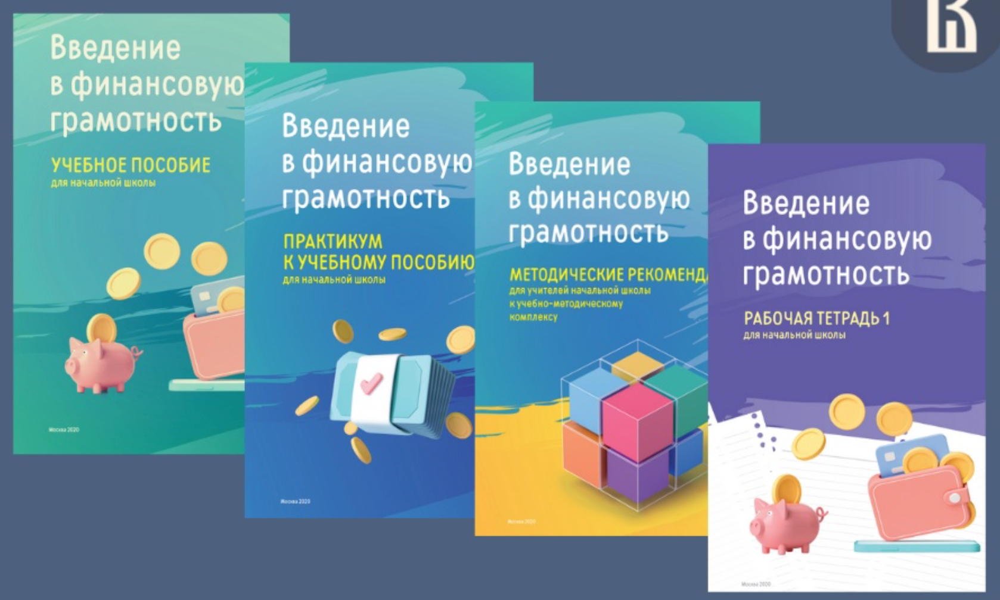 Введение
в финансовую
грамотность
УЧЕБНОЕ ПОСОБИЕ
для начальной школы
Москва 2020
Введение
в финансовую
грамотность
ПРАКТИКУМ
К УЧЕБНОМУ ПОСОБИЮ
для начальной школы
Москва 2020
Введение
в финансовую
грамотность
МЕТОДИЧЕСКИЕ РЕКОМЕНДА
для учителей начальной школы
к учебно-методическому
комплексу
Москва 2020
Введение
в финансовую
грамотность
РАБОЧАЯ ТЕТРАДЬ 1
для начальной школы
Москва 2020